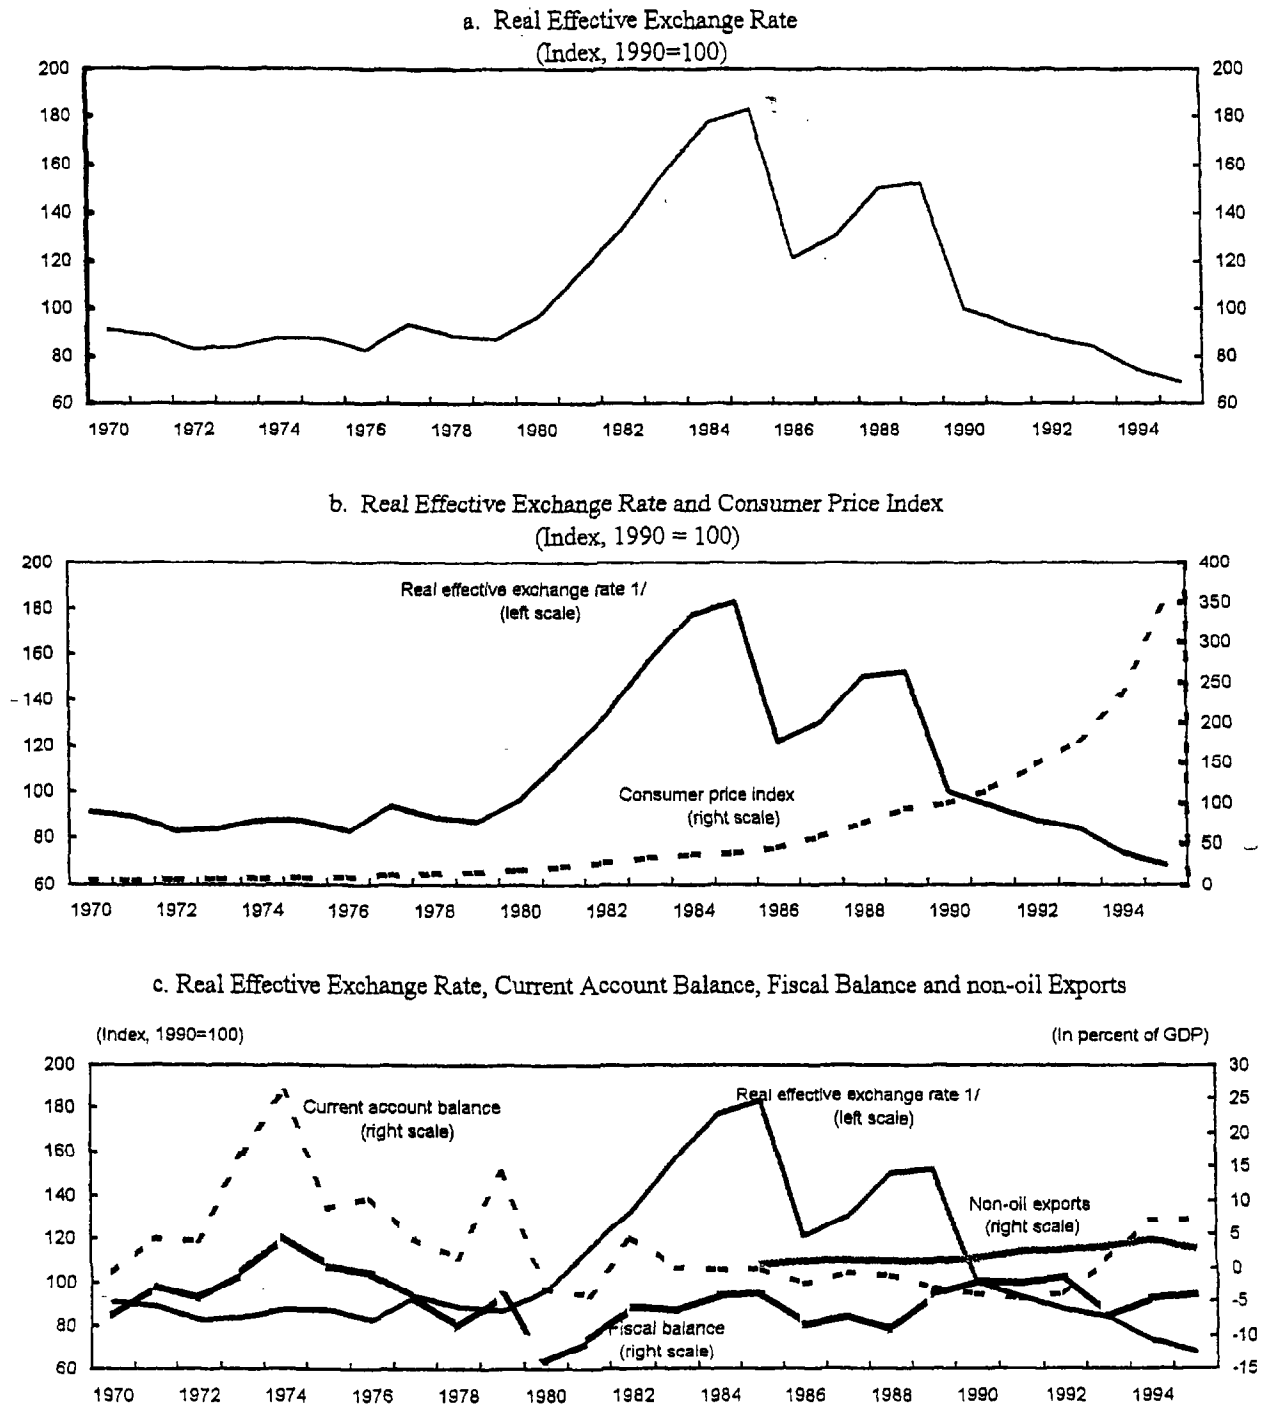 a. Real Effective Exchange Rate
(Index, 1990=100)
200 200
180 180
160 160
140 140
120 120
100 100
80 80
60 60
1970 1972 1974 1976 1978 1980 1982 1984 1986 1988 1990 1992 1994
b. Real Effective Exchange Rate and Consumer Price Index
(Index, 1990 = 100)
200 400
Real effective exchange rate 1/
(left scale)
180 350
160 300
140 250
120 200
100 150
Consumer price index
(right scale)
80 100
60 50
0
1970 1972 1974 1976 1978 1980 1982 1984 1986 1988 1990 1992 1994
c. Real Effective Exchange Rate, Current Account Balance, Fiscal Balance and non-oil Exports
(Index, 1990=100) (In percent of GDP)
200 30
Current account balance
(right scale)
Real effective exchange rate 1/
(left scale)
180 25
160 20
140 15
Non-oil exports
(right scale)
120 10
100 5
80 0
60 -5
Fiscal balance
(right scale)
-10
-15
1970 1972 1974 1976 1978 1980 1982 1984 1986 1988 1990 1992 1994